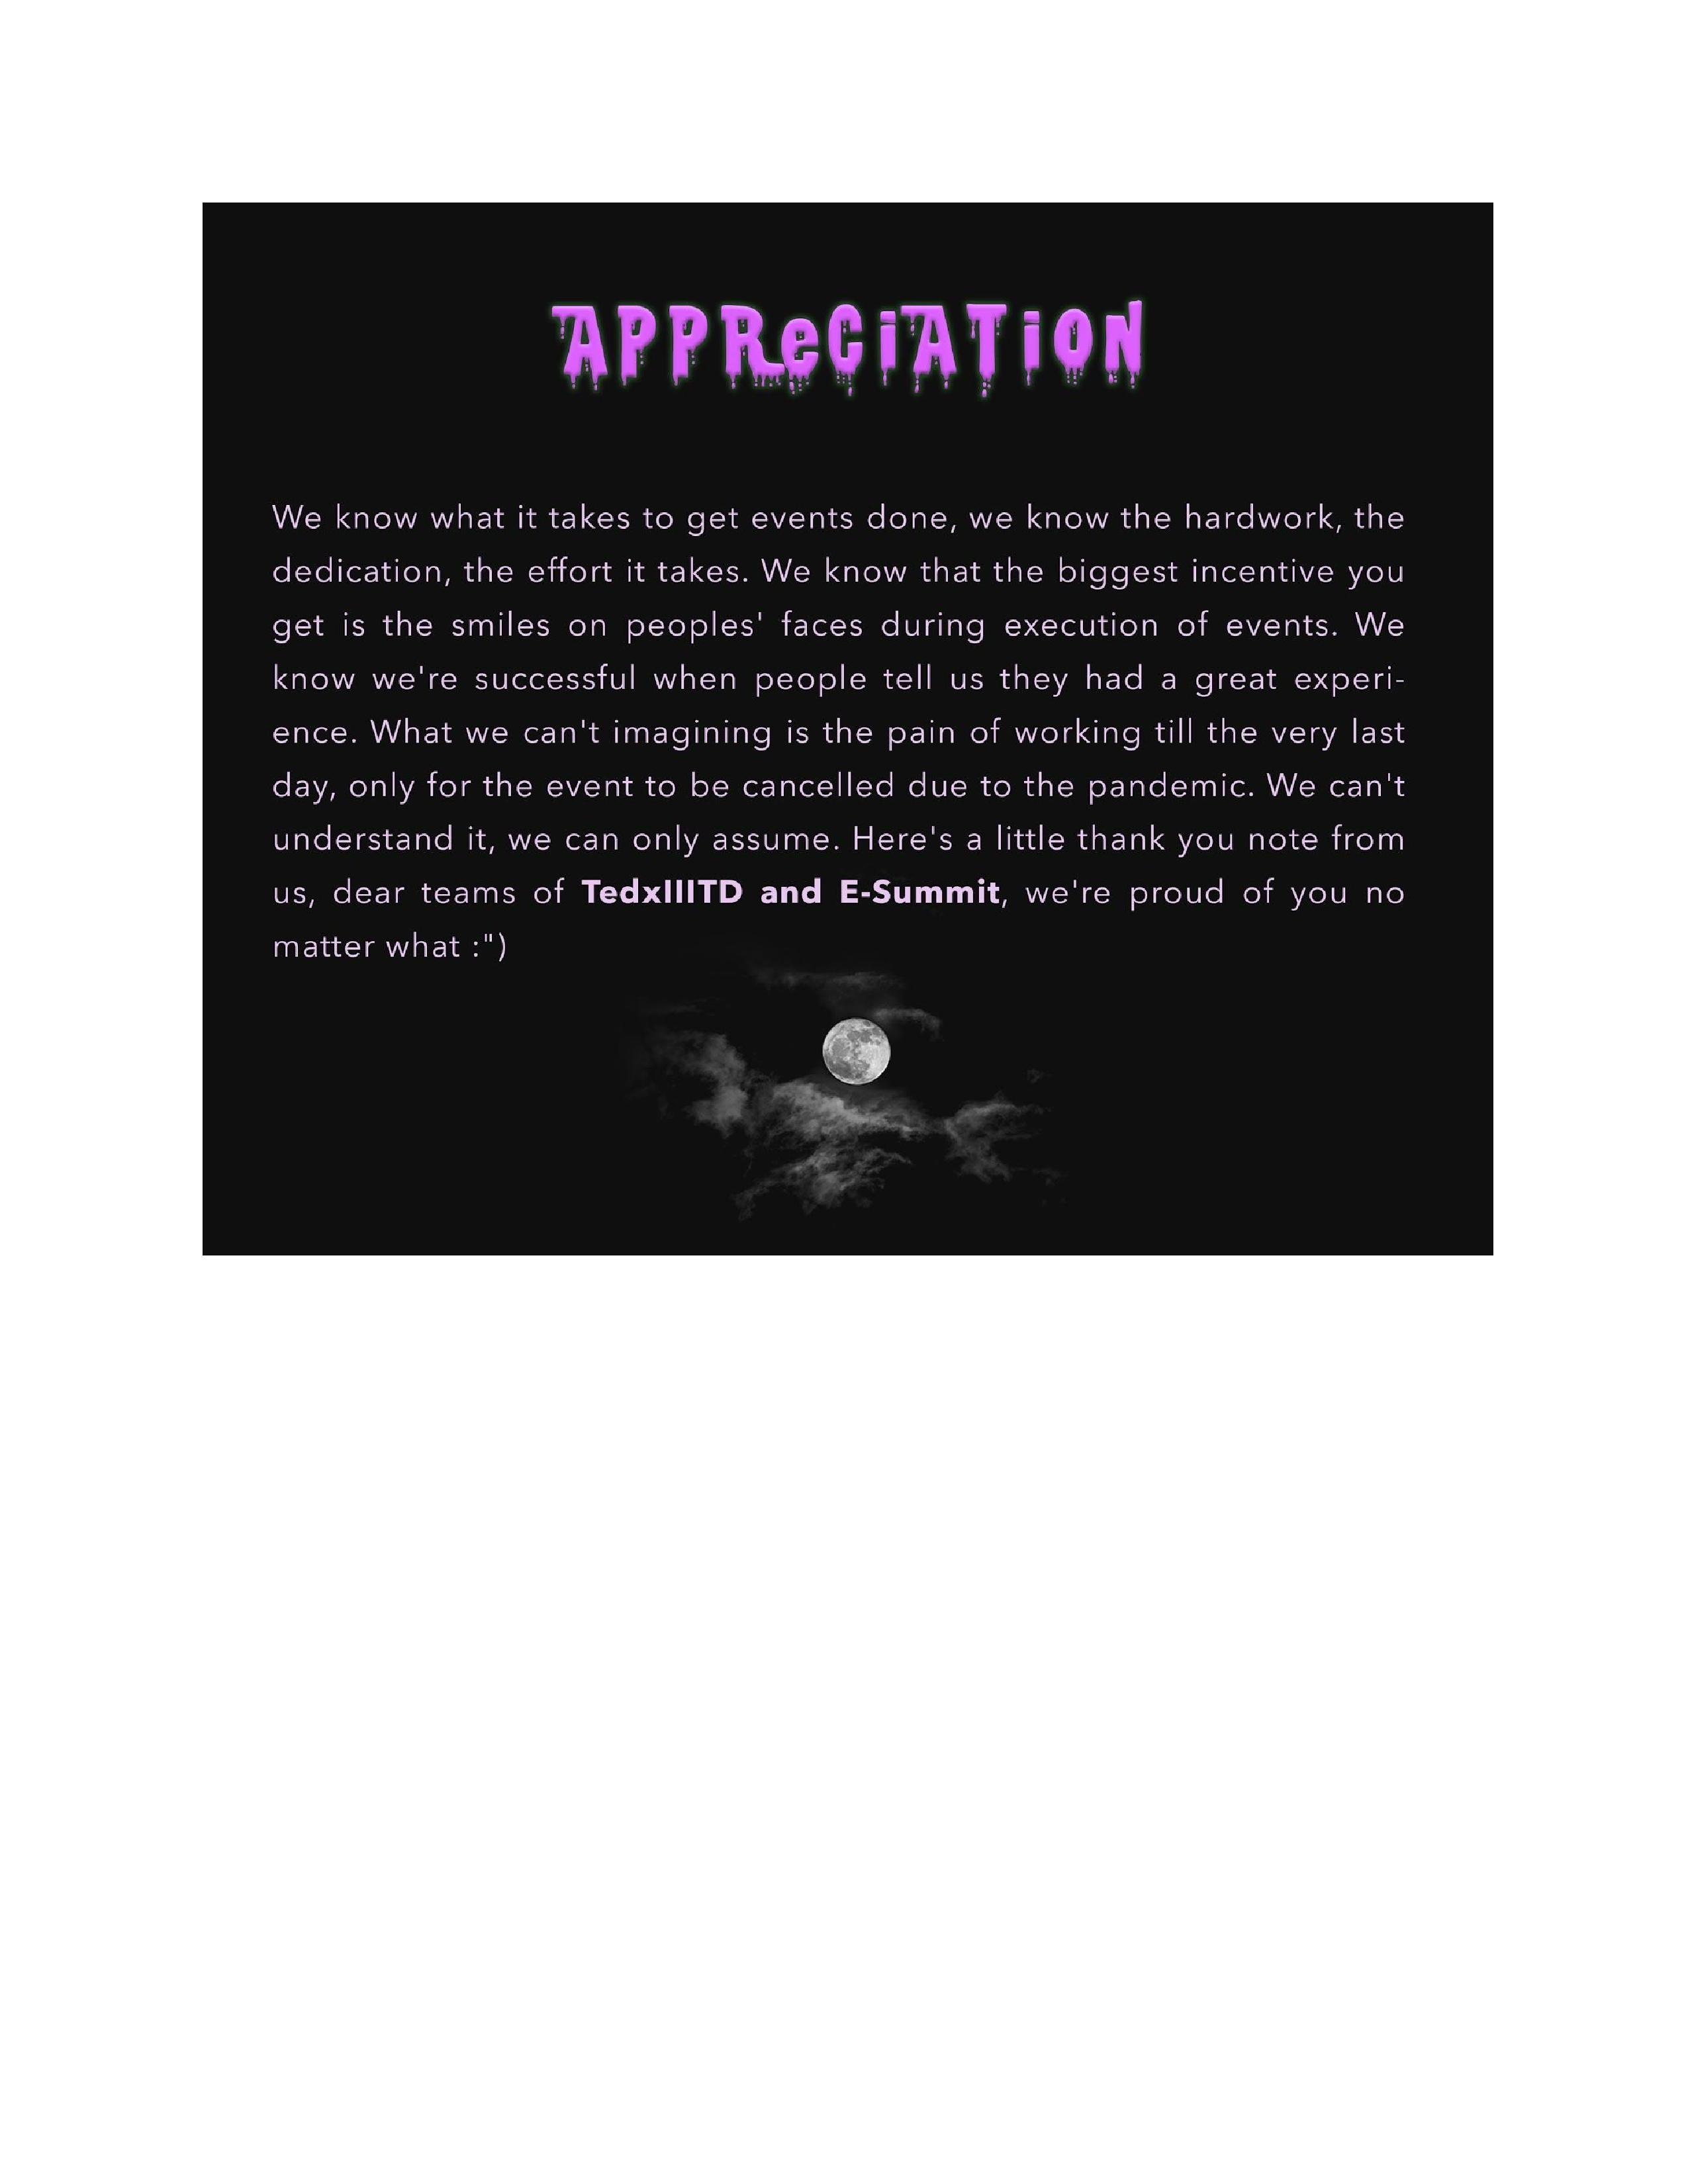 APPReCiATiON
We know what it takes to get events done, we know the hardwork, the
dedication, the effort it takes. We know that the biggest incentive you
get is the smiles on peoples' faces during execution of events. We
know we're successful when people tell us they had a great experi-
ence. What we can't imagining is the pain of working till the very last
day, only for the event to be cancelled due to the pandemic. We can't
understand it, we can only assume. Here's a little thank you note from
us, dear teams of TedxIIITD and E-Summit, we're proud of you no
matter what :")